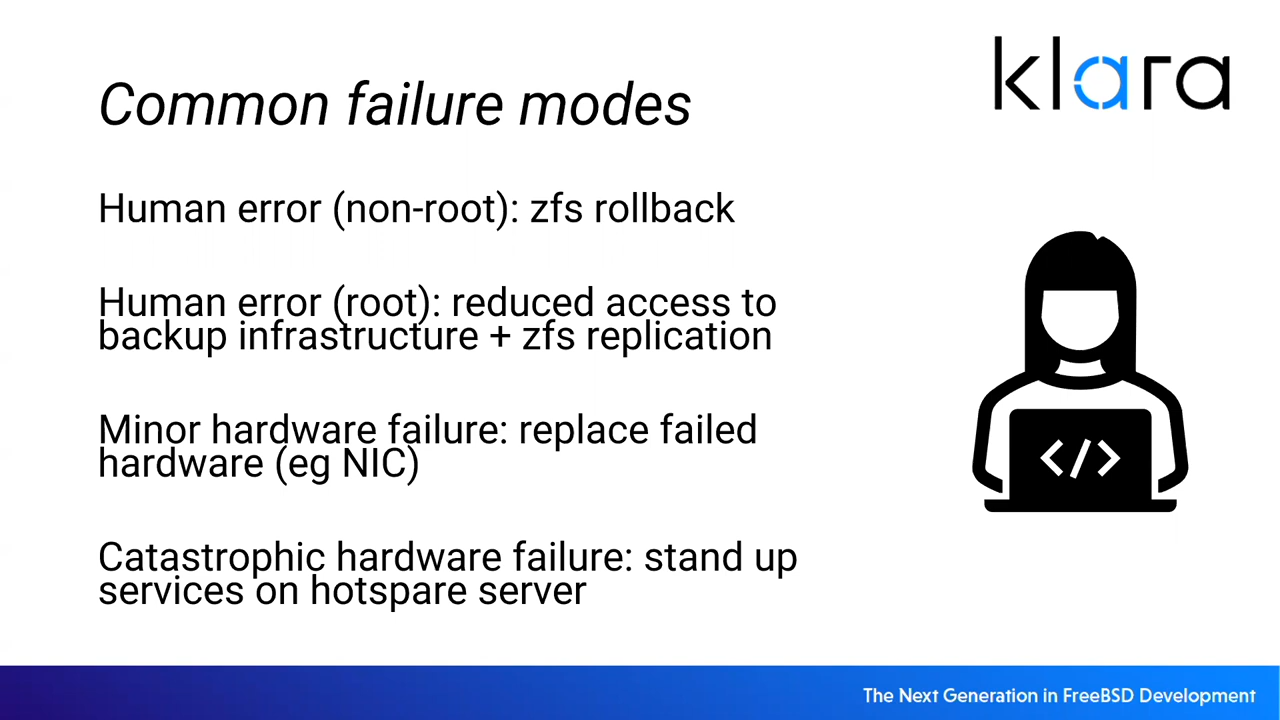 klara
Common failure modes
Human error (non-root): zfs rollback
Human error (root): reduced access to
backup infrastructure + zfs replication
Minor hardware failure: replace failed
hardware (eg NIC)
Catastrophic hardware failure: stand up
services on hotspare server
</>
The Next Generation in FreeBSD Development